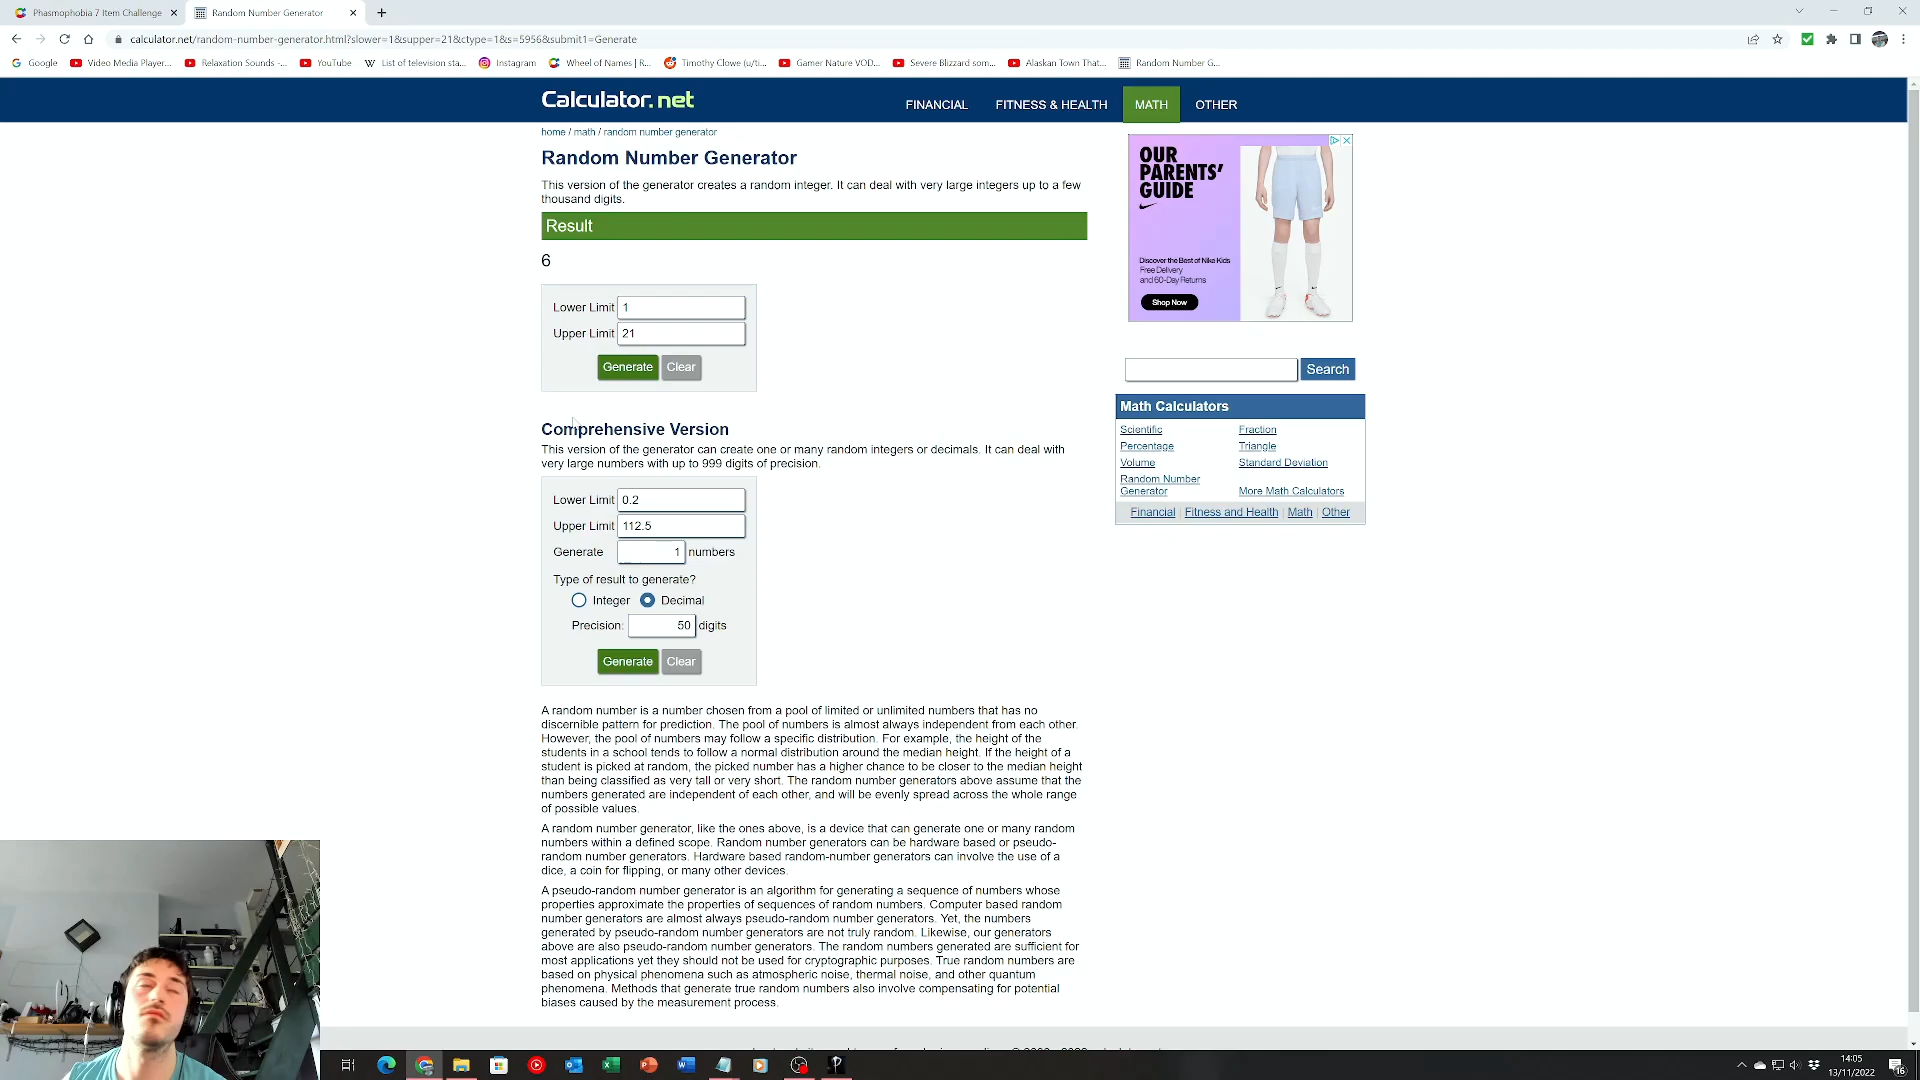 Phasmophobia 7 Item Challenge
Random Number Generator
calculator.net/random-number-generator.html?slower=1&supper=21&ctype=1&s=5956&submit1=Generate
Google
Video Media Player...
Relaxation Sounds -...
YouTube
List of television sta...
Instagram
Wheel of Names | R...
Timothy Clowe (u/ti...
Gamer Nature VOD...
Severe Blizzard som...
Alaskan Town That...
Random Number G...
Calculator.net
FINANCIAL
FITNESS & HEALTH
MATH
OTHER
home / math / random number generator
Random Number Generator
This version of the generator creates a random integer. It can deal with very large integers up to a few
thousand digits.
Result
6
Lower Limit 1
Upper Limit 21
Generate Clear
Comprehensive Version
This version of the generator can create one or many random integers or decimals. It can deal with
very large numbers with up to 999 digits of precision.
Lower Limit 0.2
Upper Limit 112.5
Generate 1 numbers
Type of result to generate?
Integer Decimal
Precision: 50 digits
Generate Clear
A random number is a number chosen from a pool of limited or unlimited numbers that has no
discernible pattern for prediction. The pool of numbers is almost always independent from each other.
However, the pool of numbers may follow a specific distribution. For example, the height of the
students in a school tends to follow a normal distribution around the median height. If the height of a
student is picked at random, the picked number has a higher chance to be closer to the median height
than being classified as very tall or very short. The random number generators above assume that the
numbers generated are independent of each other, and will be evenly spread across the whole range
of possible values.
A random number generator, like the ones above, is a device that can generate one or many random
numbers within a defined scope. Random number generators can be hardware based or pseudo-
random number generators. Hardware based random-number generators can involve the use of a
dice, a coin for flipping, or many other devices.
A pseudo-random number generator is an algorithm for generating a sequence of numbers whose
properties approximate the properties of sequences of random numbers. Computer based random
number generators are almost always pseudo-random number generators. Yet, the numbers
generated by pseudo-random number generators are not truly random. Likewise, our generators
above are also pseudo-random number generators. The random numbers generated are sufficient for
most applications yet they should not be used for cryptographic purposes. True random numbers are
based on physical phenomena such as atmospheric noise, thermal noise, and other quantum
phenomena. Methods that generate true random numbers also involve compensating for potential
biases caused by the measurement process.
OUR
PARENTS'
GUIDE
Discover the Best of Nike Kids
Free Delivery
and 60-Day Returns
Shop Now
Search
Math Calculators
Scientific Fraction
Percentage Triangle
Volume Standard Deviation
Random Number
Generator More Math Calculators
Financial | Fitness and Health | Math | Other
14:05
13/11/2022
16